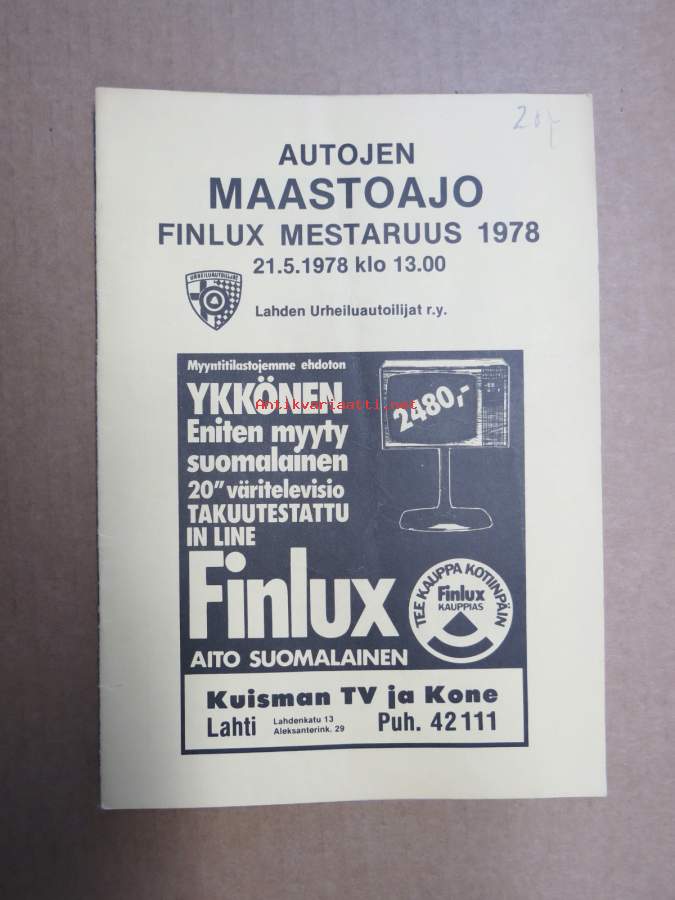 20,-
AUTOJEN
MAASTOAJO
FINLUX MESTARUUS 1978
21.5.1978 klo 13.00
URHEILUAUTOILIJAT
Lahden Urheiluautoilijat r.y.
Myyntitilastojemme ehdoton
YKKÖNEN
Antikvariaatti.net
Eniten myyty
suomalainen
20” väritelevisio
TAKUUTESTATTU
IN LINE
2480,-
Finlux
AITO SUOMALAINEN
TEE KAUPPA KOTIINPÄIN
Finlux
KAUPPIAS
Kuisman TV ja Kone
Lahti Lahdenkatu 13 Puh. 42111
Aleksanterink. 29